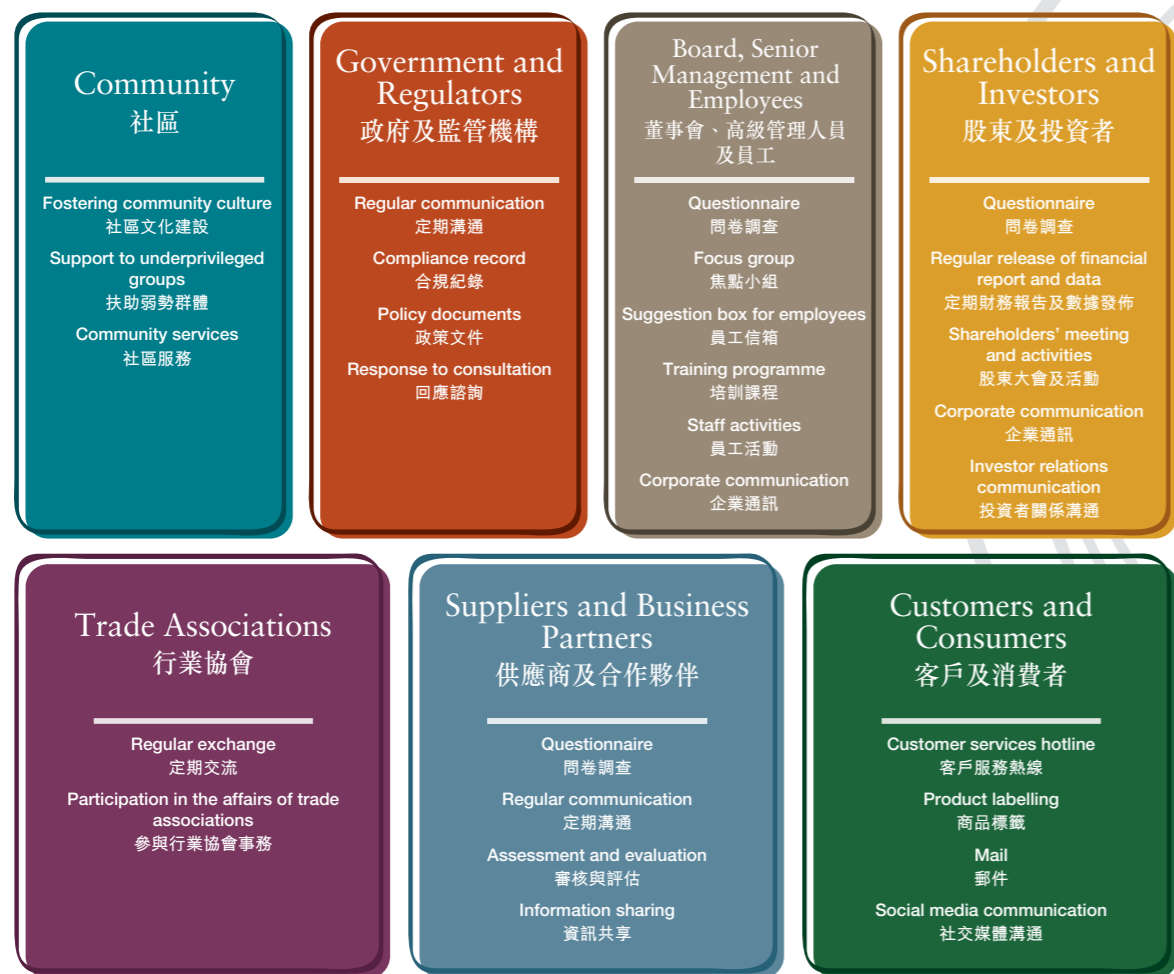 Community
社區
Fostering community culture
社區文化建設
Support to underprivileged
groups
扶助弱勢群體
Community services
社區服務
Government and
Regulators
政府及監管機構
Regular communication
定期溝通
Compliance record
合規紀錄
Policy documents
政策文件
Response to consultation
回應諮詢
Board, Senior
Management and
Employees
董事會、高級管理人員
及員工
Questionnaire
問卷調查
Focus group
焦點小組
Suggestion box for employees
員工信箱
Training programme
培訓課程
Staff activities
員工活動
Corporate communication
企業通訊
Shareholders and
Investors
股東及投資者
Questionnaire
問卷調查
Regular release of financial
report and data
定期財務報告及數據發佈
Shareholders’ meeting
and activities
股東大會及活動
Corporate communication
企業通訊
Investor relations
communication
投資者關係溝通
Trade Associations
行業協會
Regular exchange
定期交流
Participation in the affairs of trade
associations
參與行業協會事務
Suppliers and Business
Partners
供應商及合作夥伴
Questionnaire
問卷調查
Regular communication
定期溝通
Assessment and evaluation
審核與評估
Information sharing
資訊共享
Customers and
Consumers
客戶及消費者
Customer services hotline
客戶服務熱線
Product labelling
商品標籤
Mail
郵件
Social media communication
社交媒體溝通